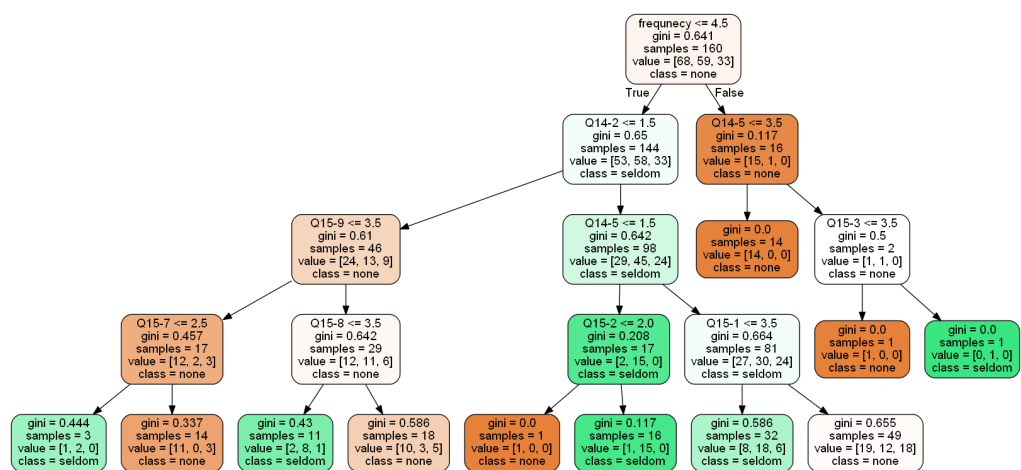 frequnecy <= 4.5
gini = 0.641
samples = 160
value = [68, 59, 33]
class = none
True
False
Q14-2 <= 1.5
gini = 0.65
samples = 144
value = [53, 58, 33]
class = seldom
Q14-5 <= 3.5
gini = 0.117
samples = 16
value = [15, 1, 0]
class = none
Q15-9 <= 3.5
gini = 0.61
samples = 46
value = [24, 13, 9]
class = none
Q14-5 <= 1.5
gini = 0.642
samples = 98
value = [29, 45, 24]
class = seldom
gini = 0.0
samples = 14
value = [14, 0, 0]
class = none
Q15-3 <= 3.5
gini = 0.5
samples = 2
value = [1, 1, 0]
class = none
Q15-7 <= 2.5
gini = 0.457
samples = 17
value = [12, 2, 3]
class = none
Q15-8 <= 3.5
gini = 0.642
samples = 29
value = [12, 11, 6]
class = none
Q15-2 <= 2.0
gini = 0.208
samples = 17
value = [2, 15, 0]
class = seldom
Q15-1 <= 3.5
gini = 0.664
samples = 81
value = [27, 30, 24]
class = seldom
gini = 0.0
samples = 1
value = [1, 0, 0]
class = none
gini = 0.0
samples = 1
value = [0, 1, 0]
class = seldom
gini = 0.444
samples = 3
value = [1, 2, 0]
class = seldom
gini = 0.337
samples = 14
value = [11, 0, 3]
class = none
gini = 0.43
samples = 11
value = [2, 8, 1]
class = seldom
gini = 0.586
samples = 18
value = [10, 3, 5]
class = none
gini = 0.0
samples = 1
value = [1, 0, 0]
class = none
gini = 0.117
samples = 16
value = [1, 15, 0]
class = seldom
gini = 0.586
samples = 32
value = [8, 18, 6]
class = seldom
gini = 0.655
samples = 49
value = [19, 12, 18]
class = none